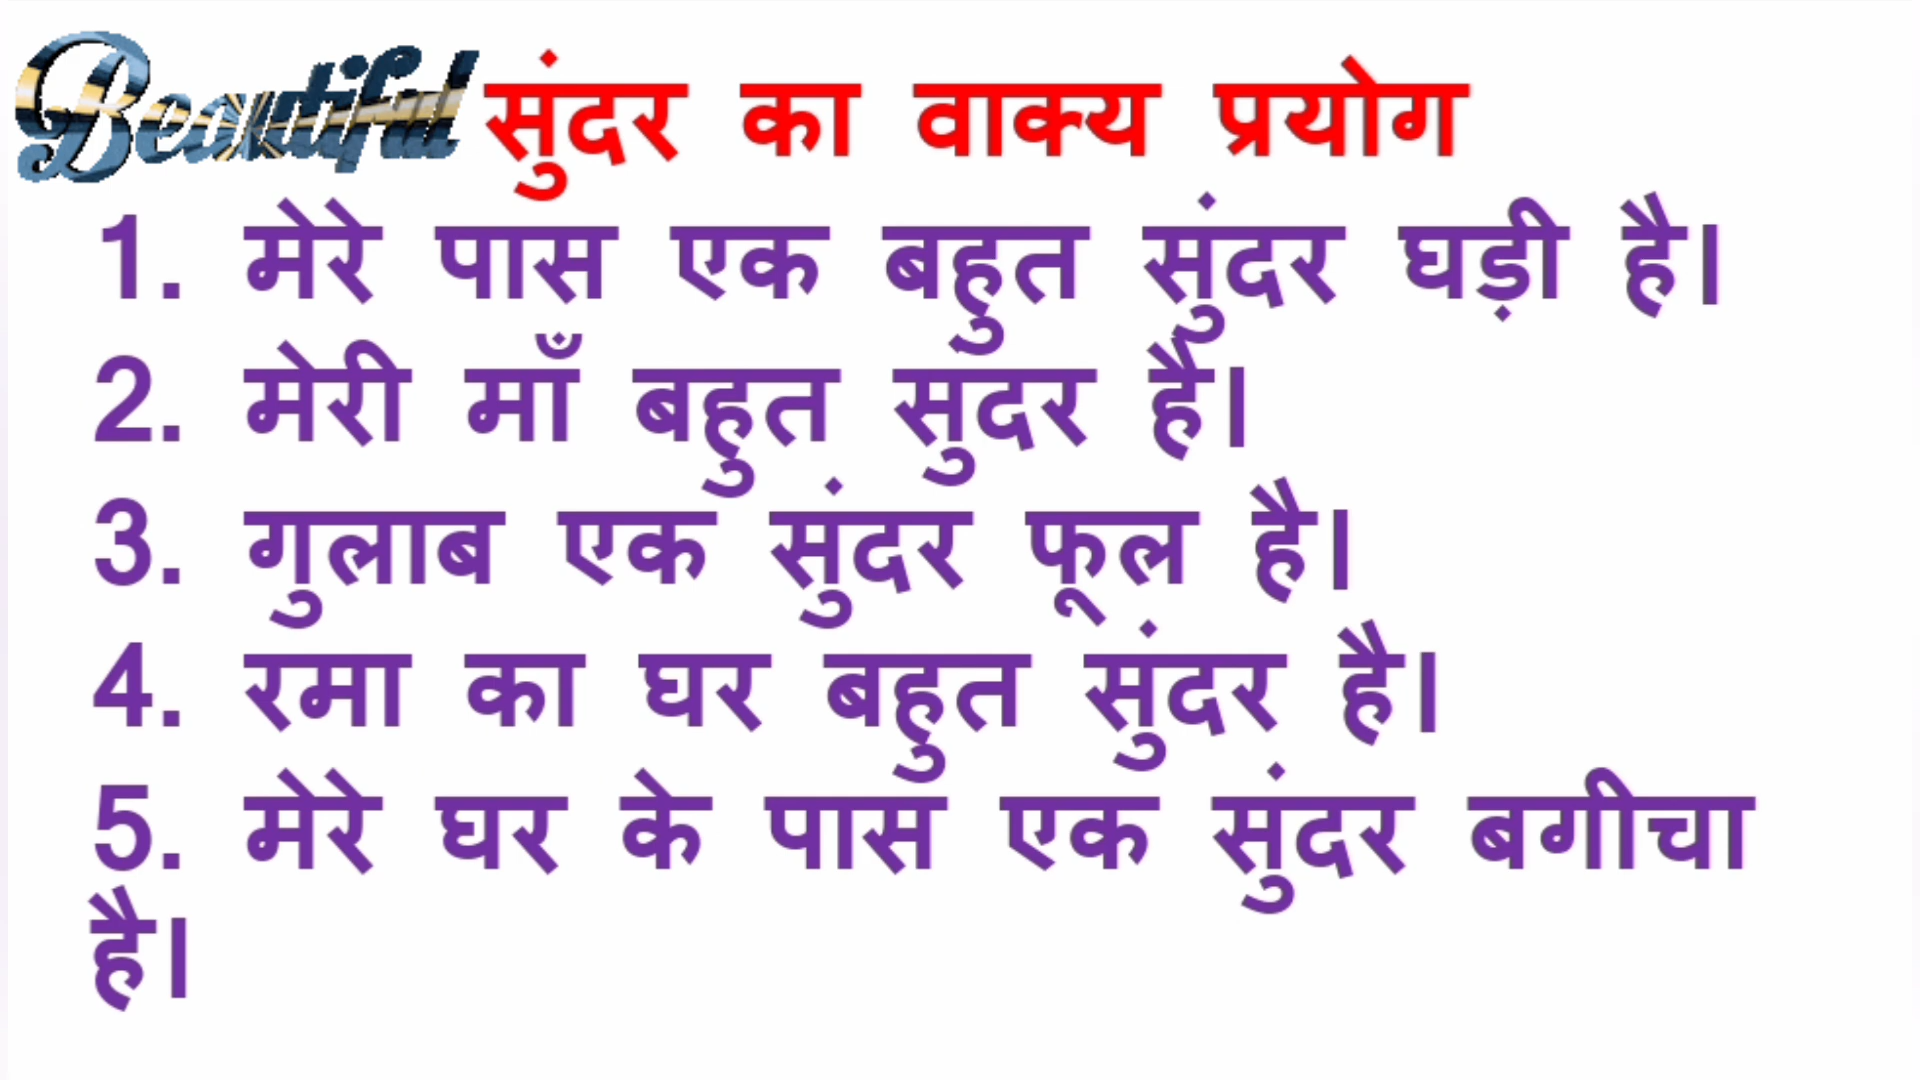 Beautiful सुंदर का वाक्य प्रयोग
1. मेरे पास एक बहुत सुंदर घड़ी है।
2. मेरी माँ बहुत सुदर है।
3. गुलाब एक सुंदर फूल है।
4. रमा का घर बहुत सुंदर है।
5. मेरे घर के पास एक सुंदर बगीचा
है।